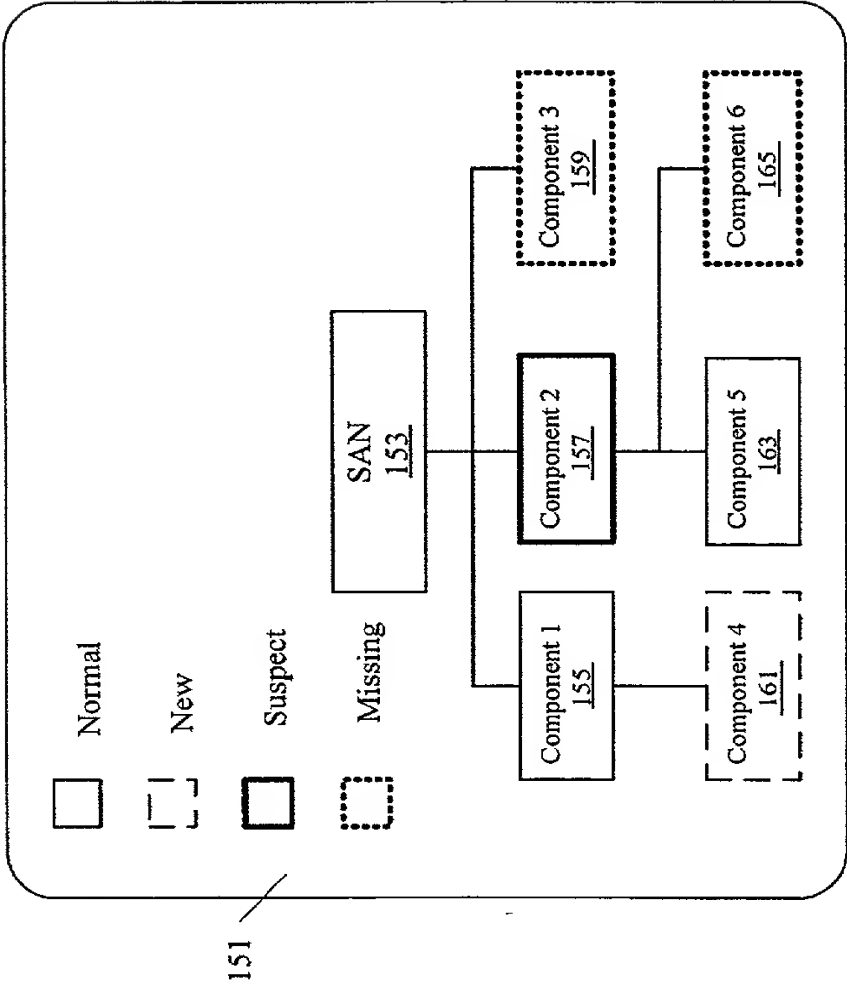 Normal
New
Suspect
Missing
SAN
153
Component 1
155
Component 2
157
Component 3
159
Component 4
161
Component 5
163
Component 6
165
151